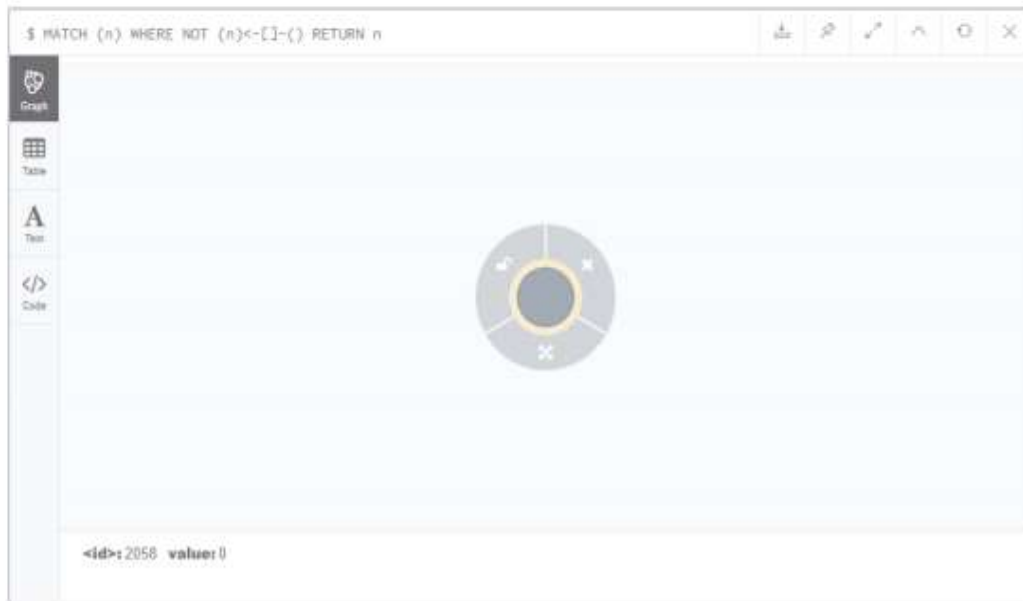 $ MATCH (n) WHERE NOT (n)<-[]-() RETURN n
Graph
Table
A
Text
</>
Code
<id>: 2058 value: 0